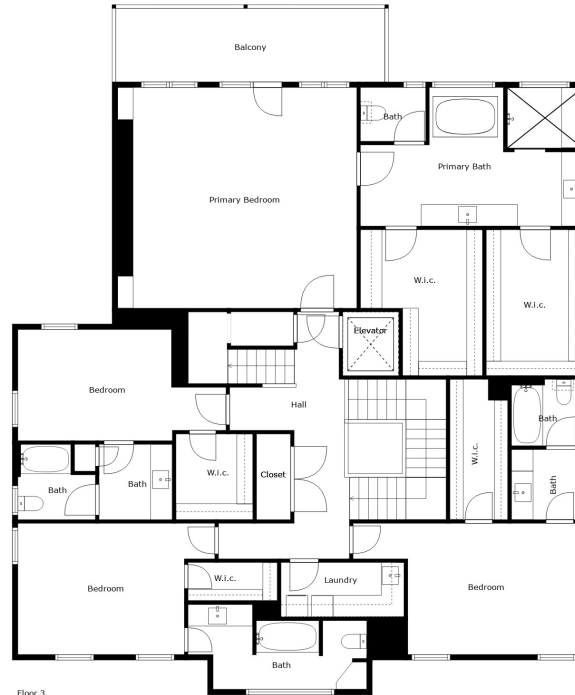 Balcony
Bath
Primary Bath
Primary Bedroom
W.i.c.
W.i.c.
Elevator
Bedroom
Hall
W.i.c.
Closet
W.i.c.
Bath
Bath
Bath
Bath
Bedroom
W.i.c.
Laundry
Bedroom
Bath
Floor 3